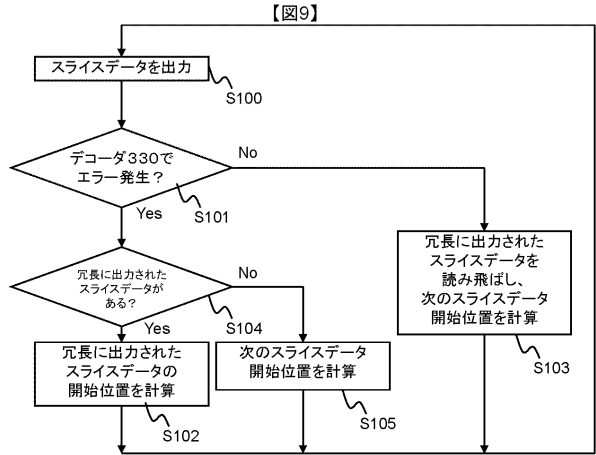 【図9】
スライスデータを出力
S100
デコーダ330で
エラー発生?
No
S101
Yes
冗長に出力された
スライスデータが
ある?
No
S104
Yes
冗長に出力された
スライスデータの
開始位置を計算
S102
次のスライスデータ
開始位置を計算
S105
冗長に出力された
スライスデータを
読み飛ばし、
次のスライスデータ
開始位置を計算
S103